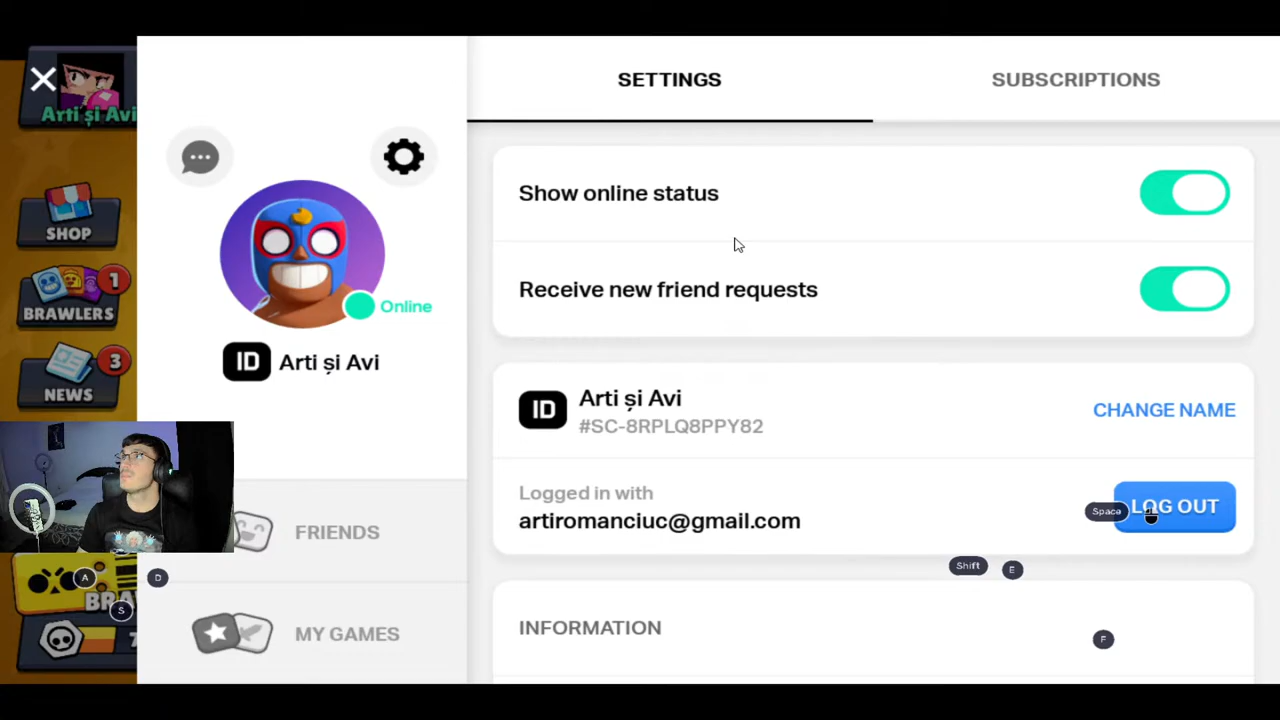 Arti și Avi
SHOP
1
BRAWLERS
3
NEWS
BRA
7
Online
ID Arti și Avi
FRIENDS
MY GAMES
SETTINGS
SUBSCRIPTIONS
Show online status
Receive new friend requests
ID
Arti și Avi
#SC-8RPLQ8PPY82
CHANGE NAME
Logged in with
artiromanciuc@gmail.com
LOG OUT
Space
Shift
E
INFORMATION
F
A
D
S